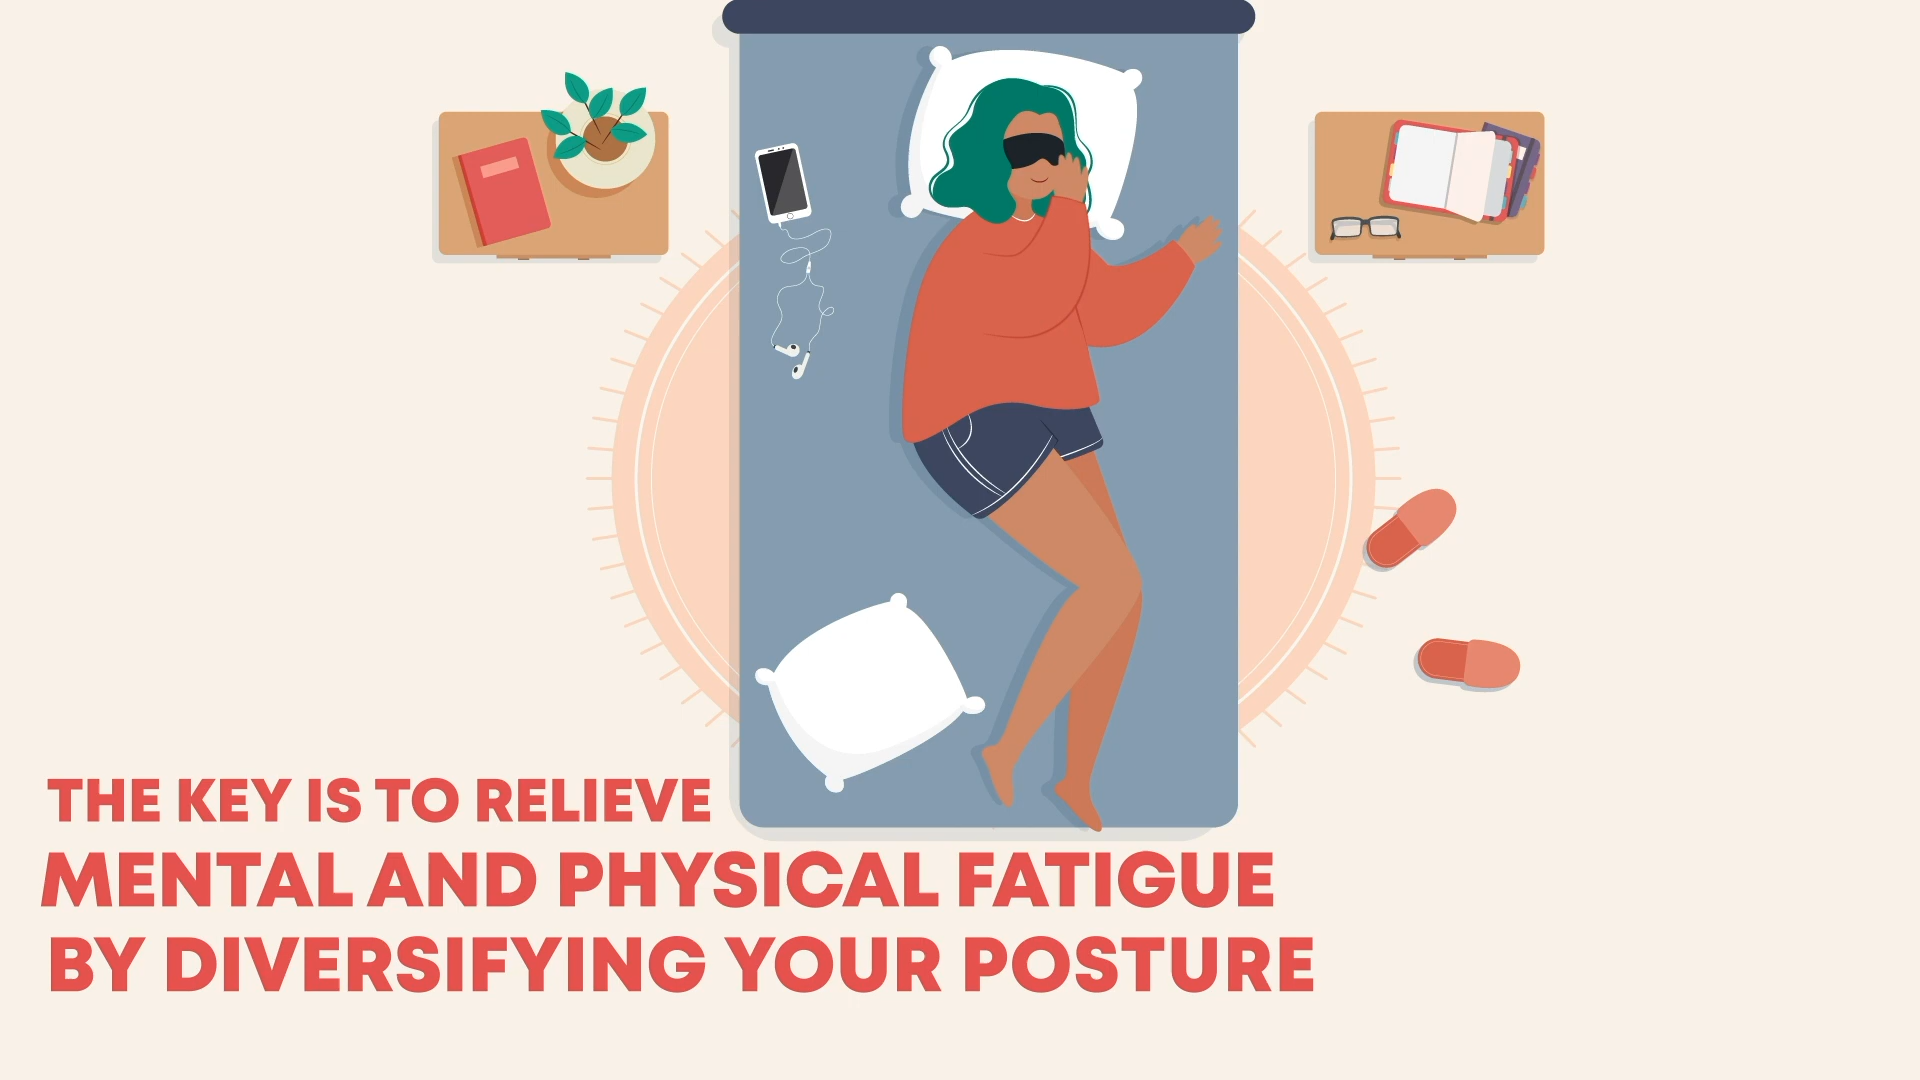 THE KEY IS TO RELIEVE
MENTAL AND PHYSICAL FATIGUE
BY DIVERSIFYING YOUR POSTURE